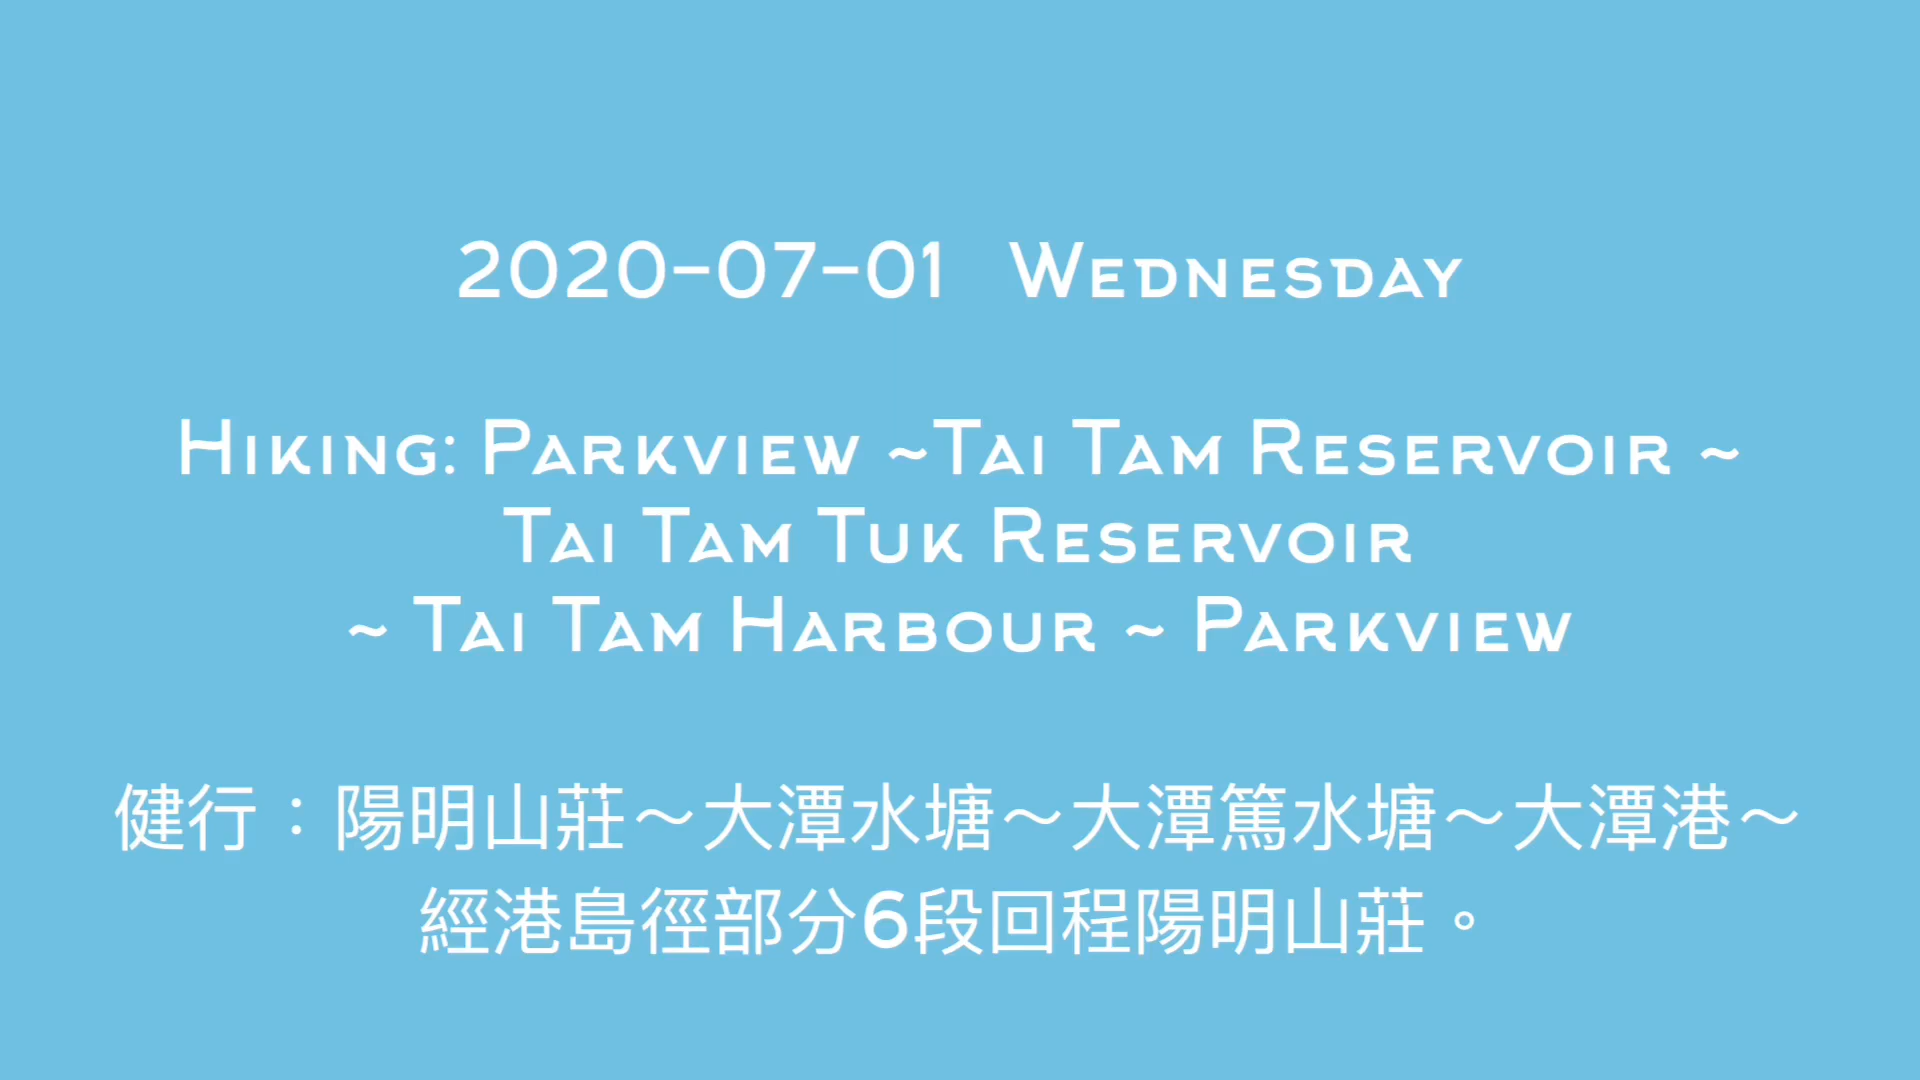 2020-07-01 Wednesday
Hiking: Parkview ~Tai Tam Reservoir ~
Tai Tam Tuk Reservoir
~ Tai Tam Harbour ~ Parkview
健行：陽明山莊～大潭水塘～大潭篤水塘～大潭港～
經港島徑部分6段回程陽明山莊。